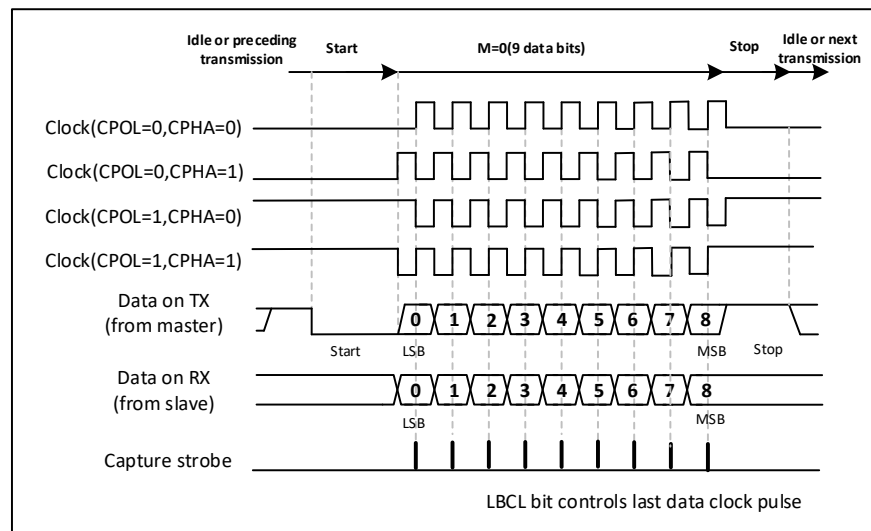 Idle or preceding
transmission
Start
M=0(9 data bits)
Stop
Idle or next
transmission
Clock(CPOL=0,CPHA=0)
Clock(CPOL=0,CPHA=1)
Clock(CPOL=1,CPHA=0)
Clock(CPOL=1,CPHA=1)
Data on TX
(from master)
0 1 2 3 4 5 6 7 8
Start
LSB
MSB
Stop
Data on RX
(from slave)
0 1 2 3 4 5 6 7 8
LSB
MSB
Capture strobe
LBCL bit controls last data clock pulse